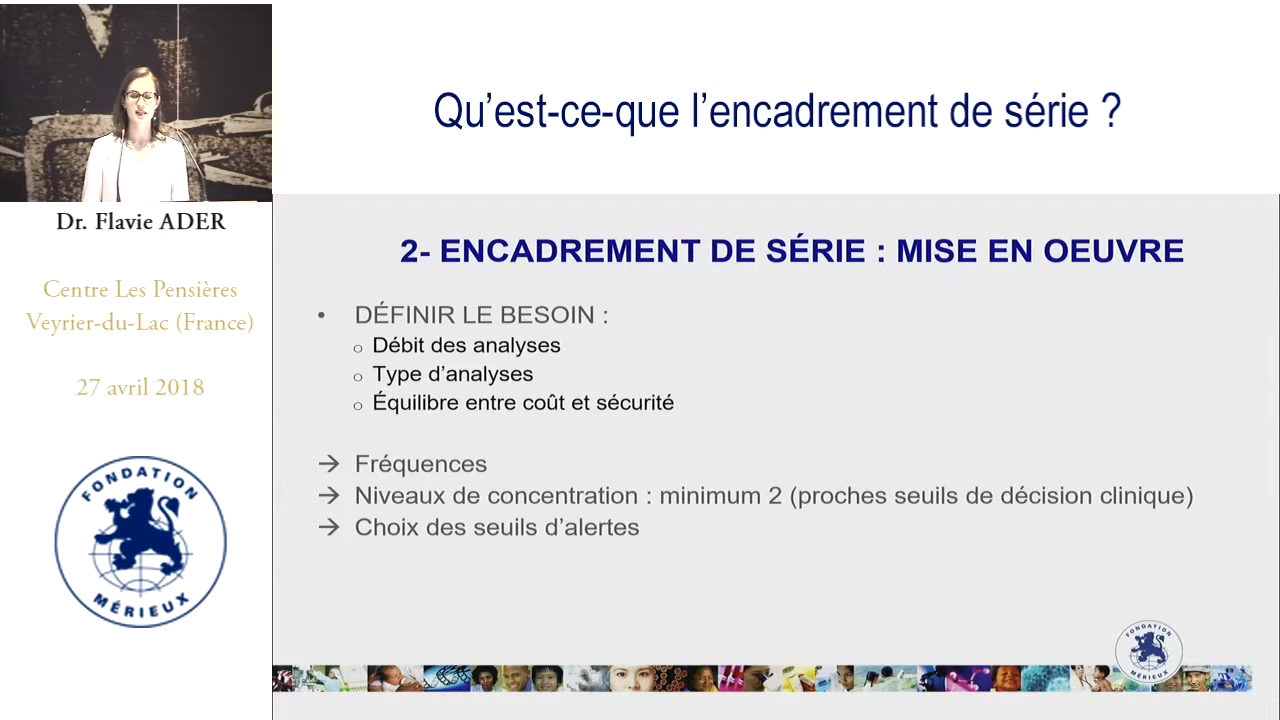 Qu'est-ce-que l'encadrement de série ?
Dr. Flavie ADER
Centre Les Pensières
Veyrier-du-Lac (France)
27 avril 2018
FONDATION
MÉRIEUX
2- ENCADREMENT DE SÉRIE : MISE EN OEUVRE
• DÉFINIR LE BESOIN :
o Débit des analyses
o Type d'analyses
o Équilibre entre coût et sécurité
→ Fréquences
→ Niveaux de concentration : minimum 2 (proches seuils de décision clinique)
→ Choix des seuils d'alertes
FONDATION
MÉRIEUX